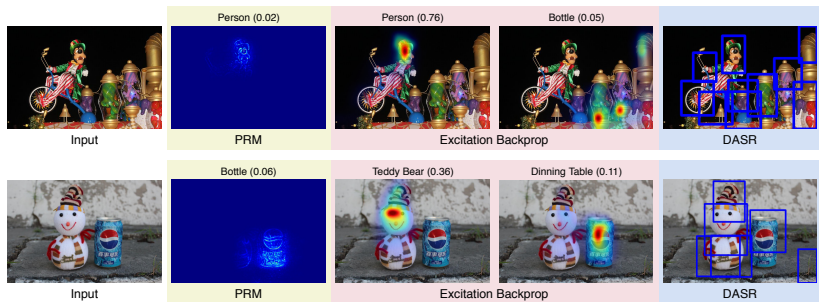 Person (0.02) Person (0.76) Bottle (0.05)
Input PRM Excitation Backprop DASR
Bottle (0.06) Teddy Bear (0.36) Dinning Table (0.11)
Input PRM Excitation Backprop DASR